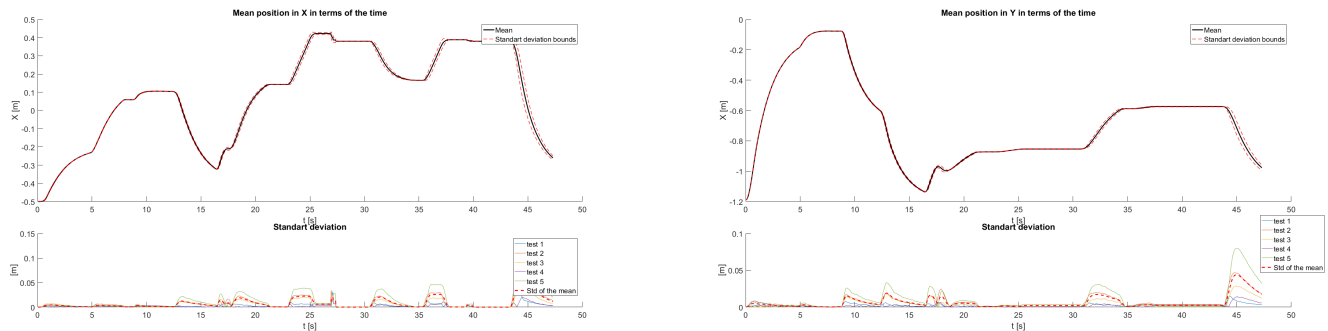 Mean position in X in terms of the time
0.5
0.4
0.3
0.2
0.1
0
-0.1
-0.2
-0.3
-0.4
-0.5
X [m]
Mean
Standart deviation bounds
0 5 10 15 20 25 30 35 40 45 50
t [s]
Standart deviation
0.15
0.1
0.05
0
[m]
test 1
test 2
test 3
test 4
test 5
Std of the mean
0 5 10 15 20 25 30 35 40 45 50
t [s]
Mean position in Y in terms of the time
0
-0.2
-0.4
-0.6
-0.8
-1
-1.2
X [m]
Mean
Standart deviation bounds
0 5 10 15 20 25 30 35 40 45 50
t [s]
Standart deviation
0.1
0.05
0
[m]
test 1
test 2
test 3
test 4
test 5
Std of the mean
0 5 10 15 20 25 30 35 40 45 50
t [s]